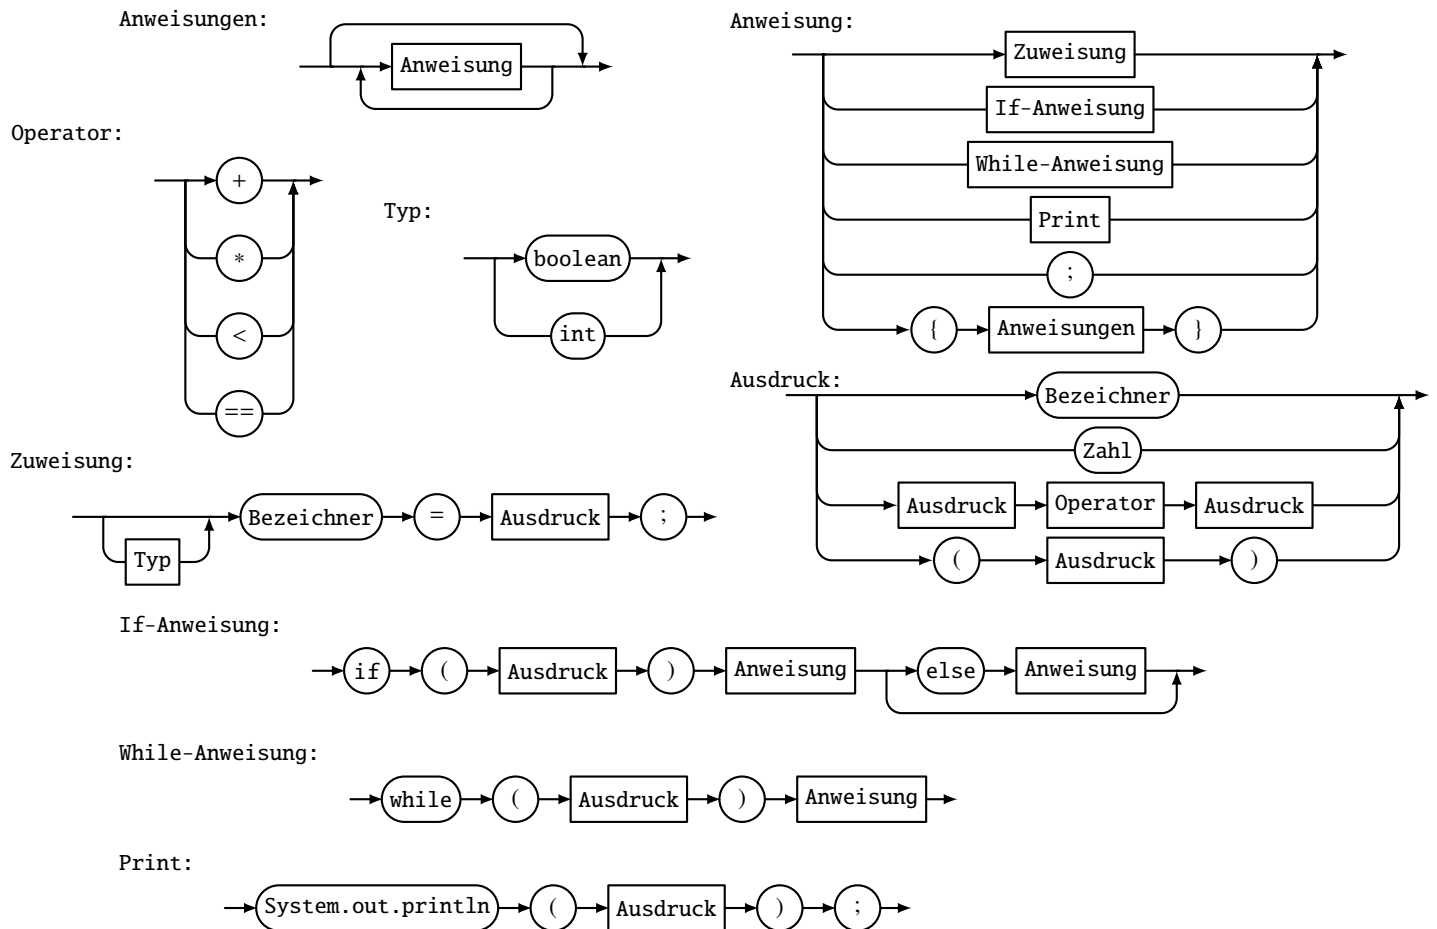 Anweisungen:
Anweisung
Operator:
+
*
<
==
Typ:
boolean
int
Anweisung:
Zuweisung
If-Anweisung
While-Anweisung
Print
;
{ Anweisungen }
Ausdruck:
Bezeichner
Zahl
Ausdruck Operator Ausdruck
( Ausdruck )
Zuweisung:
Typ Bezeichner = Ausdruck ;
If-Anweisung:
if ( Ausdruck ) Anweisung else Anweisung
While-Anweisung:
while ( Ausdruck ) Anweisung
Print:
System.out.println ( Ausdruck ) ;